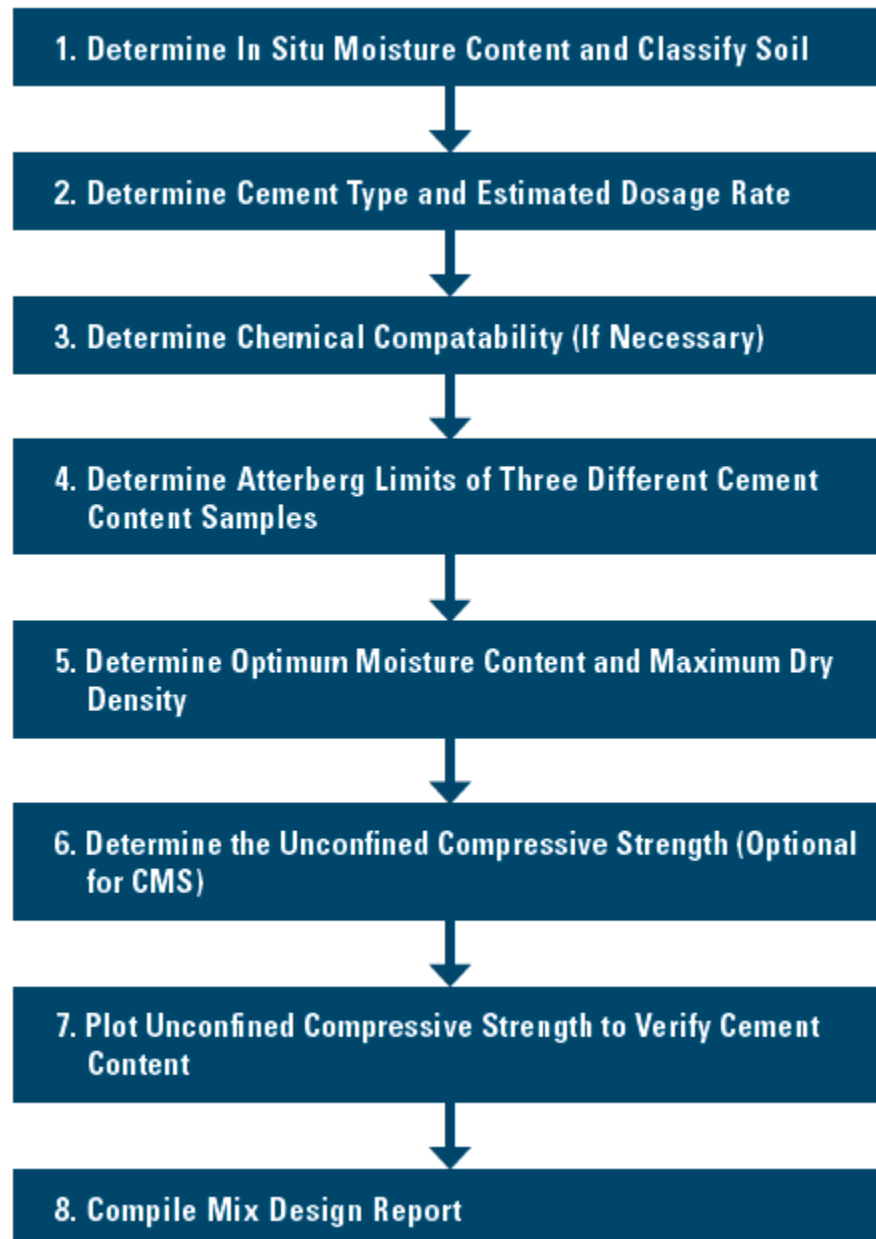 1. Determine In Situ Moisture Content and Classify Soil
2. Determine Cement Type and Estimated Dosage Rate
3. Determine Chemical Compatability (If Necessary)
4. Determine Atterberg Limits of Three Different Cement
Content Samples
5. Determine Optimum Moisture Content and Maximum Dry
Density
6. Determine the Unconfined Compressive Strength (Optional
for CMS)
7. Plot Unconfined Compressive Strength to Verify Cement
Content
8. Compile Mix Design Report